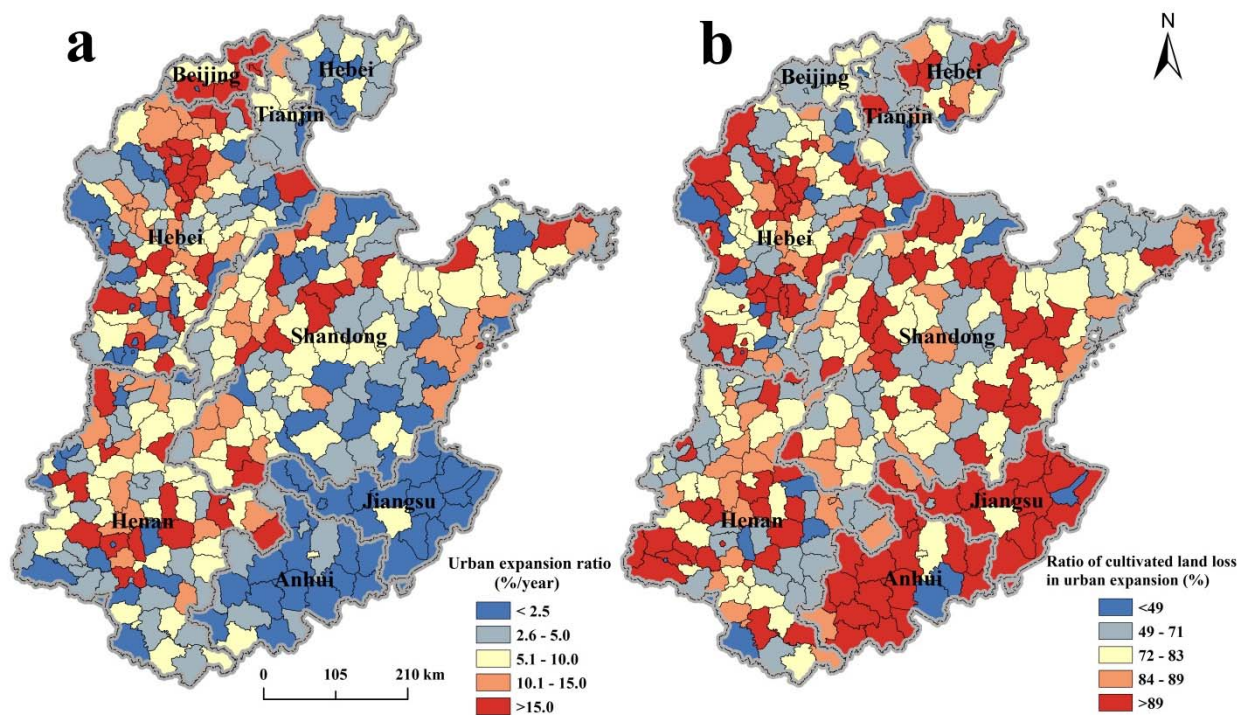 a
Beijing
Hebei
Tianjin
Hebei
Shandong
Jiangsu
Henan
Anhui
Urban expansion ratio
(%/year)
< 2.5
2.6 - 5.0
5.1 - 10.0
10.1 - 15.0
>15.0
0 105 210 km
b
N
Beijing
Hebei
Tianjin
Hebei
Shandong
Jiangsu
Henan
Anhui
Ratio of cultivated land loss
in urban expansion (%)
<49
49 - 71
72 - 83
84 - 89
>89